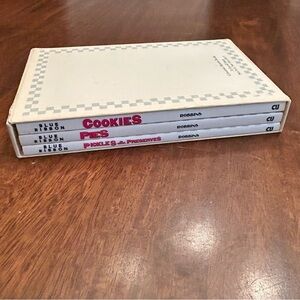 BLUE
RIBBON
COOKIES
ROBBINS
CU
BLUE
RIBBON
PIES
ROBBINS
CU
BLUE
RIBBON
PICKLES & PRESERVES
ROBBINS
CU